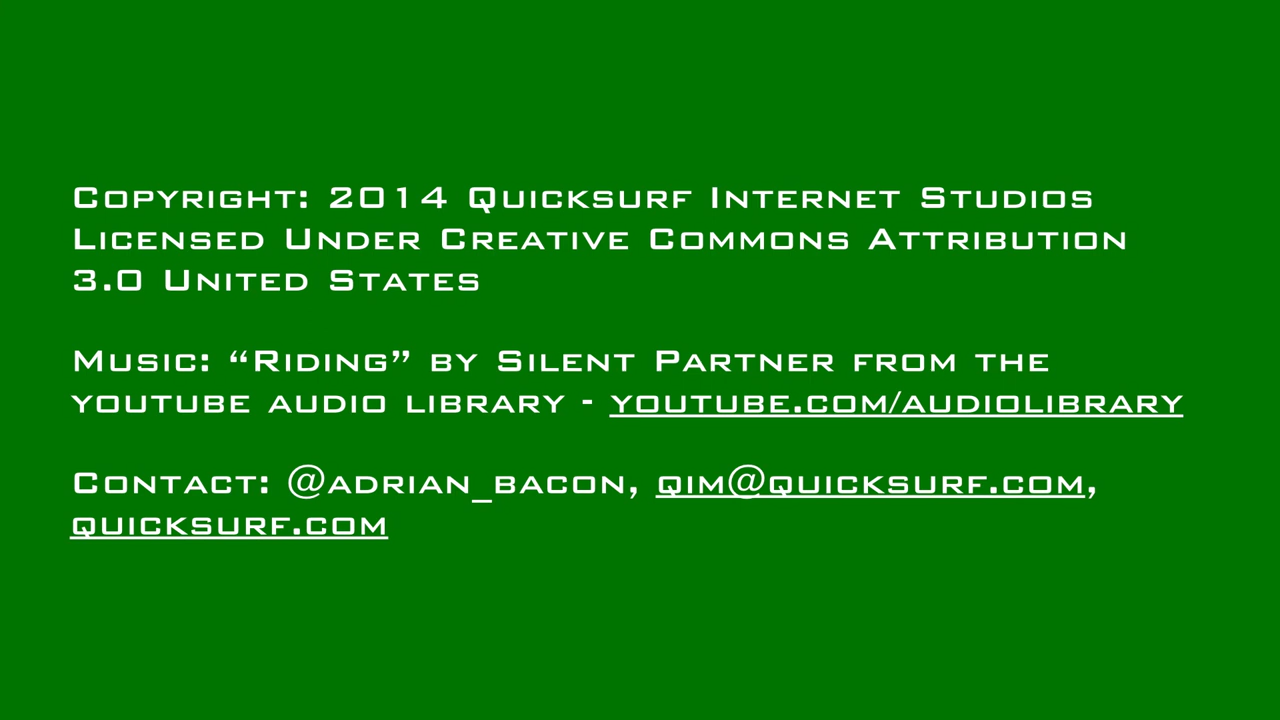 Copyright: 2014 Quicksurf Internet Studios
Licensed Under Creative Commons Attribution
3.0 United States
Music: “Riding” by Silent Partner from the
youtube audio library - youtube.com/audiolibrary
Contact: @adrian_bacon, qim@quicksurf.com,
quicksurf.com